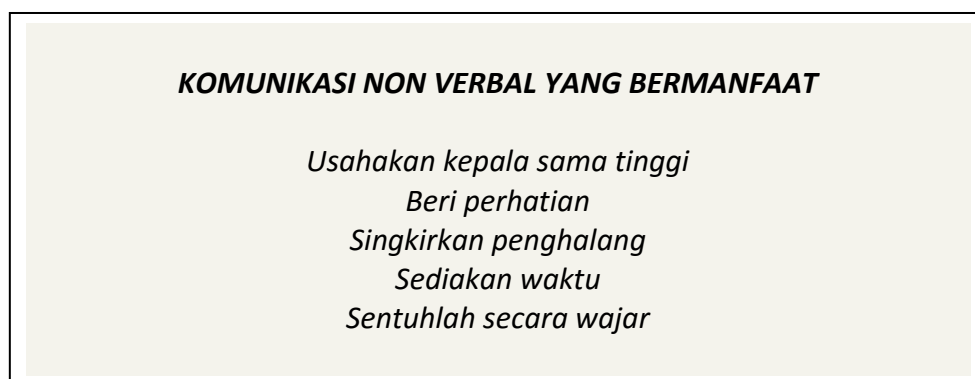 KOMUNIKASI NON VERBAL YANG BERMANFAAT
Usahakan kepala sama tinggi
Beri perhatian
Singkirkan penghalang
Sediakan waktu
Sentuhlah secara wajar